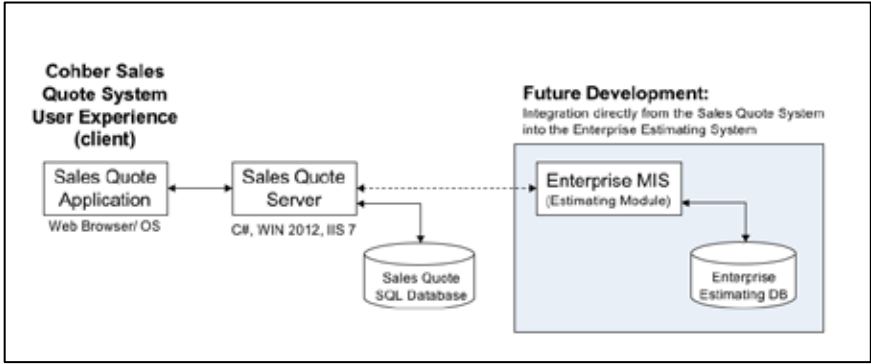 Cohber Sales
Quote System
User Experience
(client)
Future Development:
Integration directly from the Sales Quote System
into the Enterprise Estimating System
Sales Quote
Application
Web Browser/ OS
Sales Quote
Server
C#, WIN 2012, IIS 7
Enterprise MIS
(Estimating Module)
Sales Quote
SQL Database
Enterprise
Estimating DB